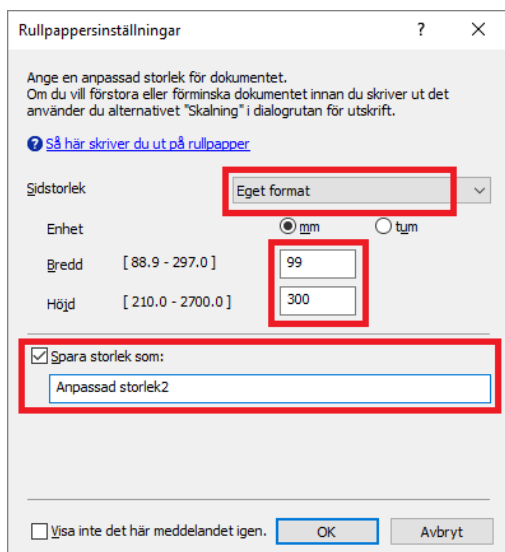 Rullpappersinställningar ? X
Ange en anpassad storlek för dokumentet.
Om du vill förstora eller förminska dokumentet innan du skriver ut det
använder du alternativet "Skalning" i dialogrutan för utskrift.
? Så här skriver du ut på rullpapper
Sidstorlek Eget format
Enhet mm tum
Bredd [ 88.9 - 297.0 ] 99
Höjd [ 210.0 - 2700.0 ] 300
Spara storlek som:
Anpassad storlek2
Visa inte det här meddelandet igen. OK Avbryt